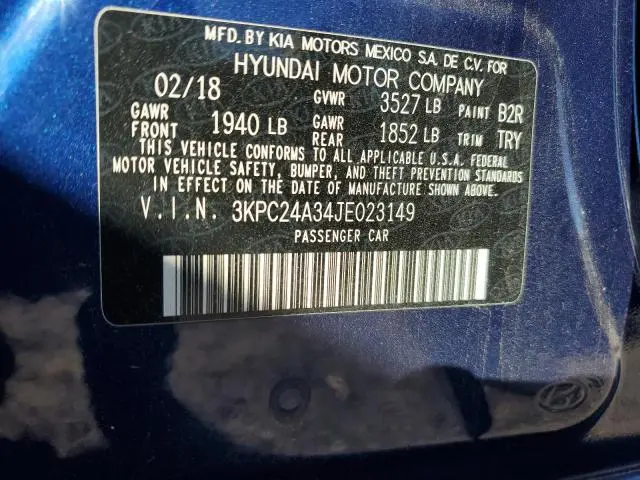 MFD. BY KIA MOTORS MEXICO S.A. DE C.V. FOR
HYUNDAI MOTOR COMPANY
02/18 GVWR 3527 LB PAINT B2R
GAWR FRONT 1940 LB GAWR REAR 1852 LB TRIM TRY
THIS VEHICLE CONFORMS TO ALL APPLICABLE U.S.A. FEDERAL
MOTOR VEHICLE SAFETY, BUMPER, AND THEFT PREVENTION STANDARDS
IN EFFECT ON THE DATE OF MANUFACTURE SHOWN ABOVE.
V.I.N. 3KPC24A34JE023149
PASSENGER CAR